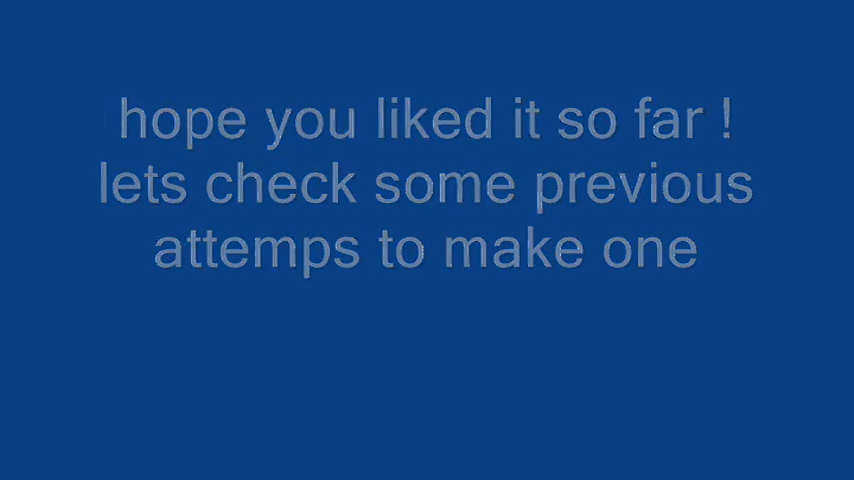 hope you liked it so far !
lets check some previous
attemps to make one